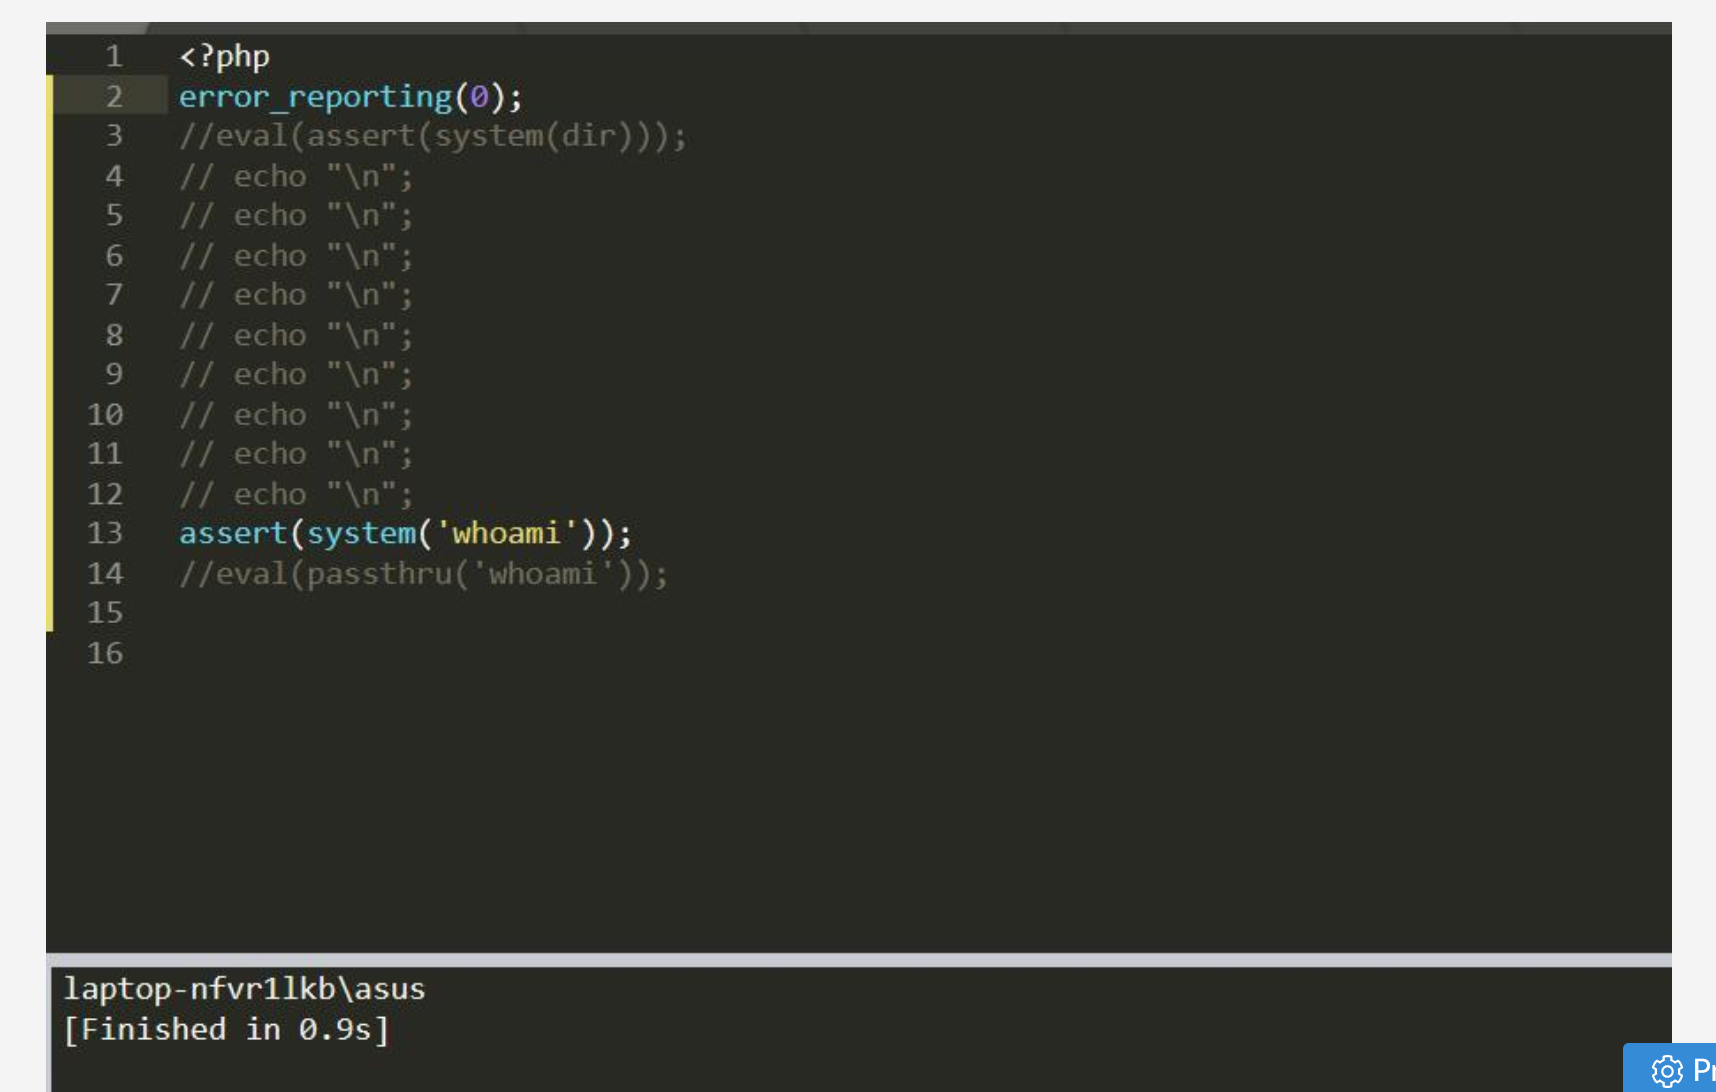 1 <?php
2 error_reporting(0);
3 //eval(assert(system(dir)));
4 // echo "\n";
5 // echo "\n";
6 // echo "\n";
7 // echo "\n";
8 // echo "\n";
9 // echo "\n";
10 // echo "\n";
11 // echo "\n";
12 // echo "\n";
13 assert(system('whoami'));
14 //eval(passthru('whoami'));
15
16
laptop-nfvr1lkb\asus
[Finished in 0.9s]